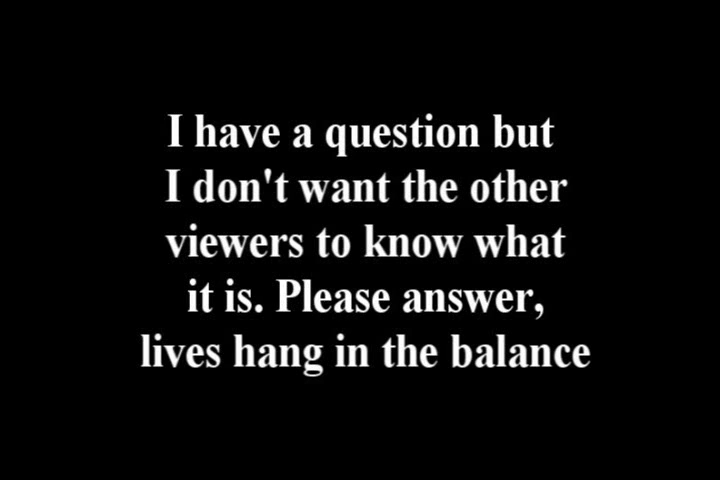 I have a question but
I don't want the other
viewers to know what
it is. Please answer,
lives hang in the balance